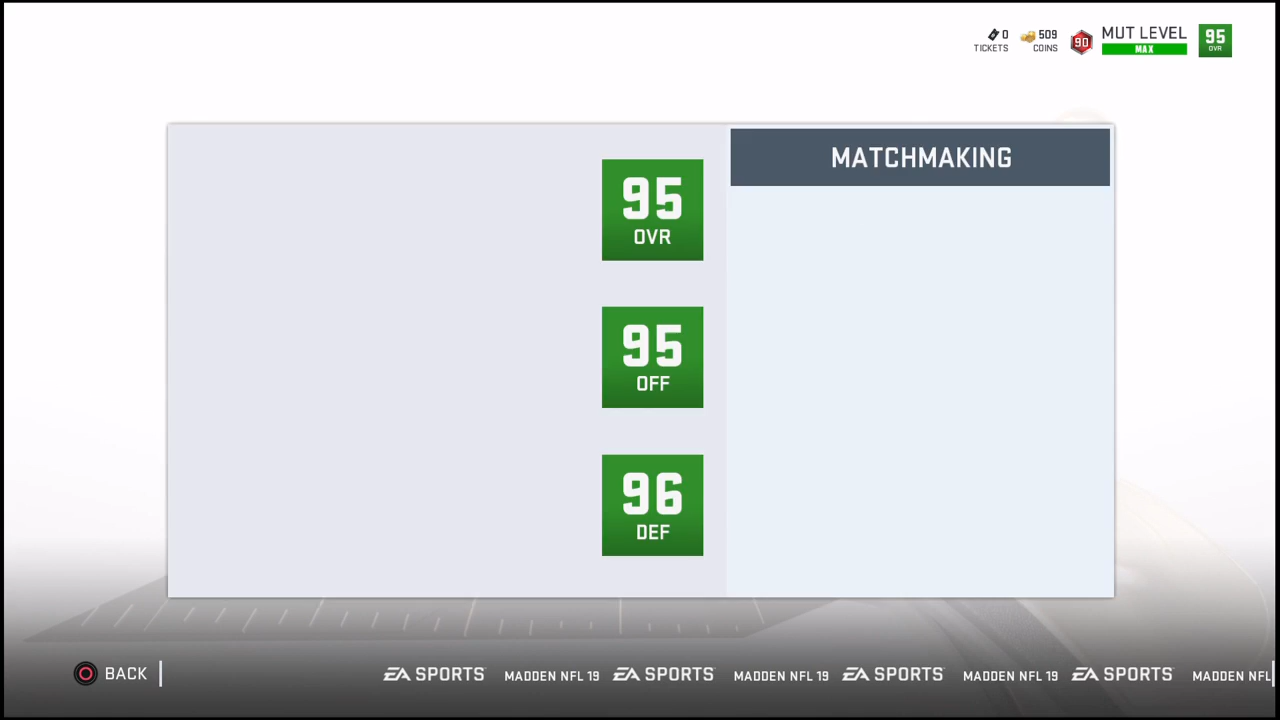 0
TICKETS
509
COINS
90
MUT LEVEL
MAX
95
OVR
MATCHMAKING
95
OVR
95
OFF
96
DEF
BACK
EA SPORTS MADDEN NFL 19 EA SPORTS MADDEN NFL 19 EA SPORTS MADDEN NFL 19 EA SPORTS MADDEN NFL